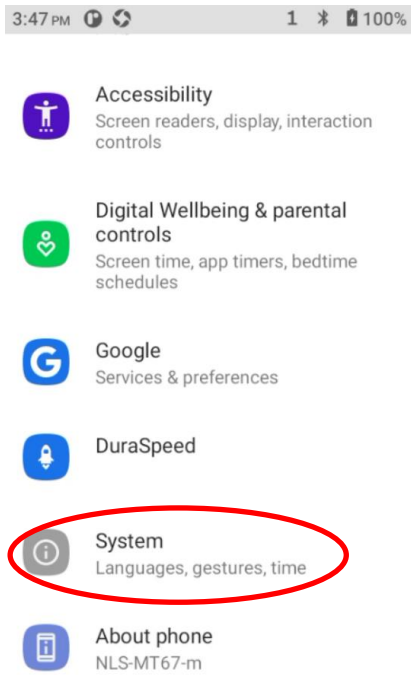 3:47 PM 1 100%
Accessibility
Screen readers, display, interaction
controls
Digital Wellbeing & parental
controls
Screen time, app timers, bedtime
schedules
Google
Services & preferences
DuraSpeed
System
Languages, gestures, time
About phone
NLS-MT67-m